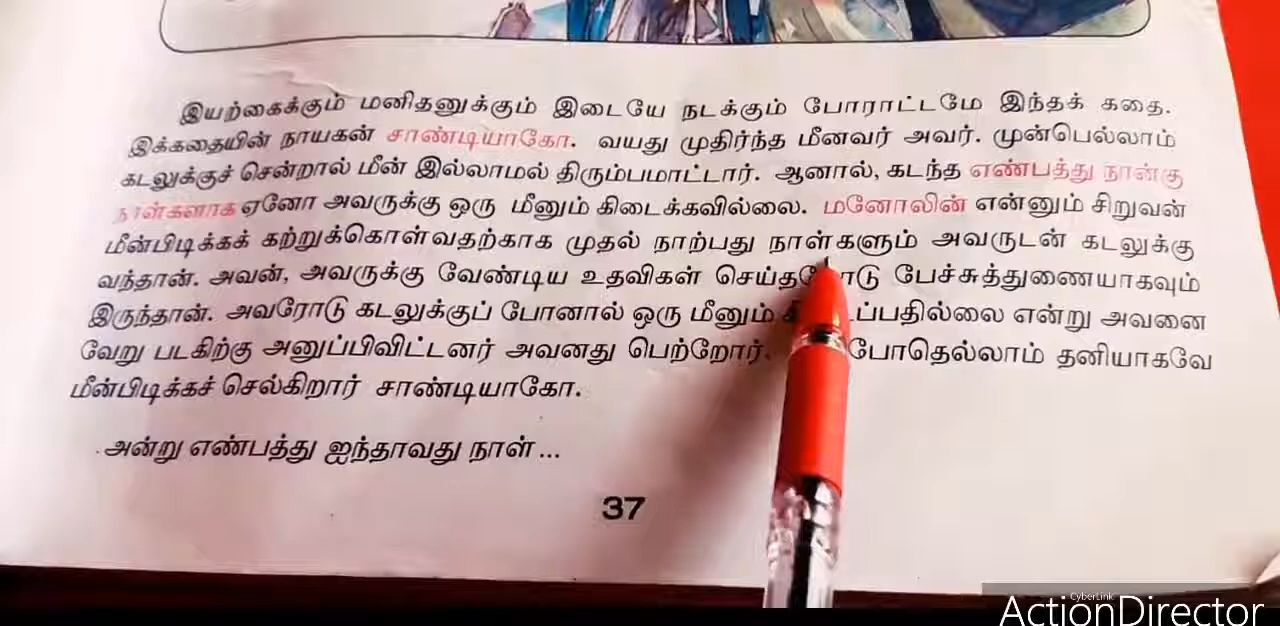 இயற்கைக்கும் மனிதனுக்கும் இடையே நடக்கும் போராட்டமே இந்தக் கதை.
இக்கதையின் நாயகன் சாண்டியாகோ. வயது முதிர்ந்த மீனவர் அவர். முன்பெல்லாம்
கடலுக்குச் சென்றால் மீன் இல்லாமல் திரும்பமாட்டார். ஆனால், கடந்த எண்பத்து நான்கு
நாள்களாக ஏனோ அவருக்கு ஒரு மீனும் கிடைக்கவில்லை. மனோலின் என்னும் சிறுவன்
மீன்பிடிக்கக் கற்றுக்கொள்வதற்காக முதல் நாற்பது நாள்களும் அவருடன் கடலுக்கு
வந்தான். அவன், அவருக்கு வேண்டிய உதவிகள் பேச்சுத்துணையாகவும்
இருந்தான். அவரோடு கடலுக்குப் போனால் ஒரு மீனும் என்று அவனை
வேறு படகிற்கு அனுப்பிவிட்டனர் அவனது பெற்றோர். தனியாகவே
மீன்பிடிக்கச் செல்கிறார் சாண்டியாகோ.
அன்று எண்பத்து ஐந்தாவது நாள் ...
37
CyberLink
ActionDirector